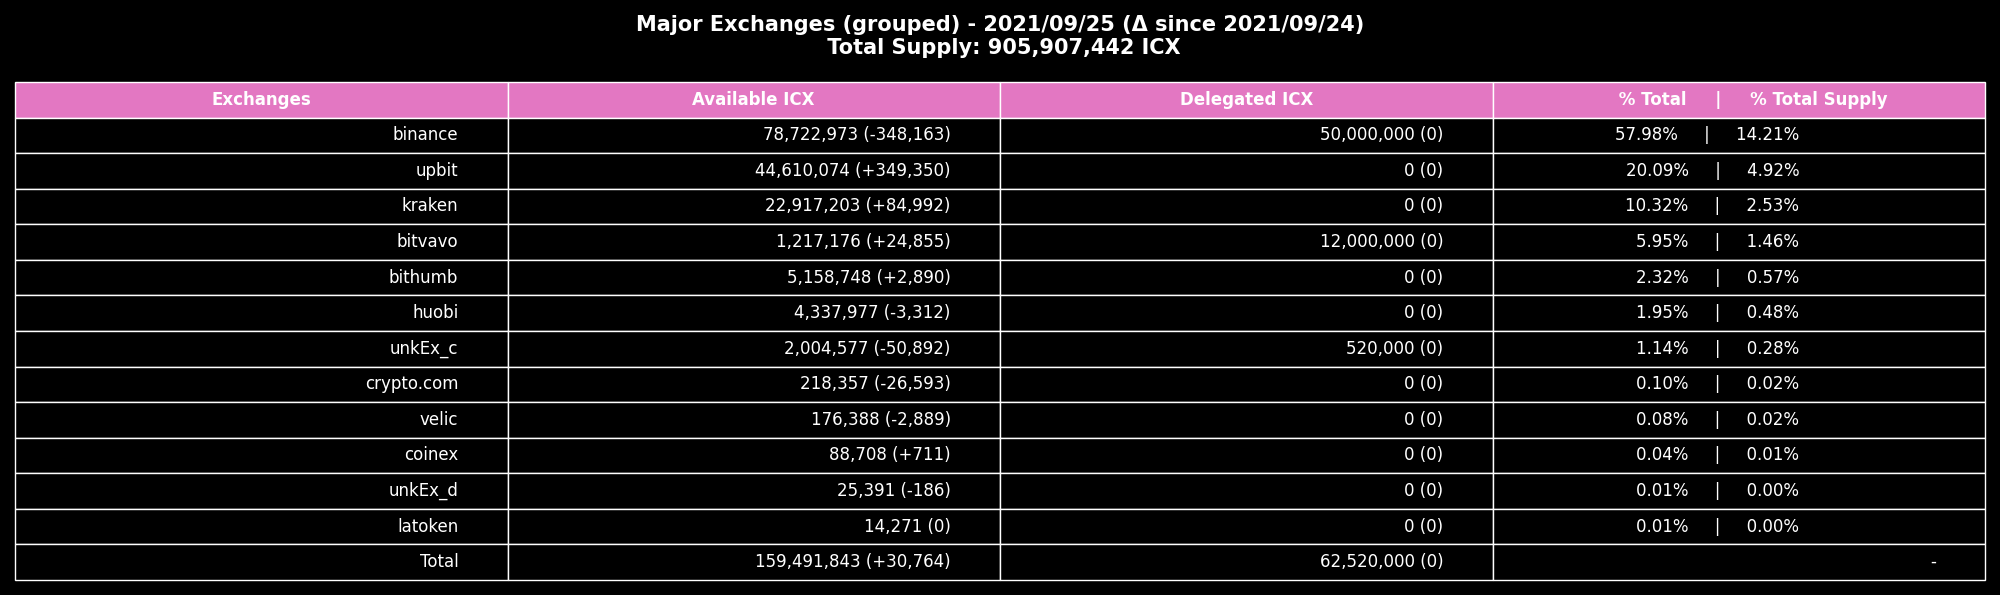 Major Exchanges (grouped) - 2021/09/25 (Δ since 2021/09/24)
Total Supply: 905,907,442 ICX
Exchanges Available ICX Delegated ICX % Total | % Total Supply
binance 78,722,973 (-348,163) 50,000,000 (0) 57.98% | 14.21%
upbit 44,610,074 (+349,350) 0 (0) 20.09% | 4.92%
kraken 22,917,203 (+84,992) 0 (0) 10.32% | 2.53%
bitvavo 1,217,176 (+24,855) 12,000,000 (0) 5.95% | 1.46%
bithumb 5,158,748 (+2,890) 0 (0) 2.32% | 0.57%
huobi 4,337,977 (-3,312) 0 (0) 1.95% | 0.48%
unkEx_c 2,004,577 (-50,892) 520,000 (0) 1.14% | 0.28%
crypto.com 218,357 (-26,593) 0 (0) 0.10% | 0.02%
velic 176,388 (-2,889) 0 (0) 0.08% | 0.02%
coinex 88,708 (+711) 0 (0) 0.04% | 0.01%
unkEx_d 25,391 (-186) 0 (0) 0.01% | 0.00%
latoken 14,271 (0) 0 (0) 0.01% | 0.00%
Total 159,491,843 (+30,764) 62,520,000 (0) -